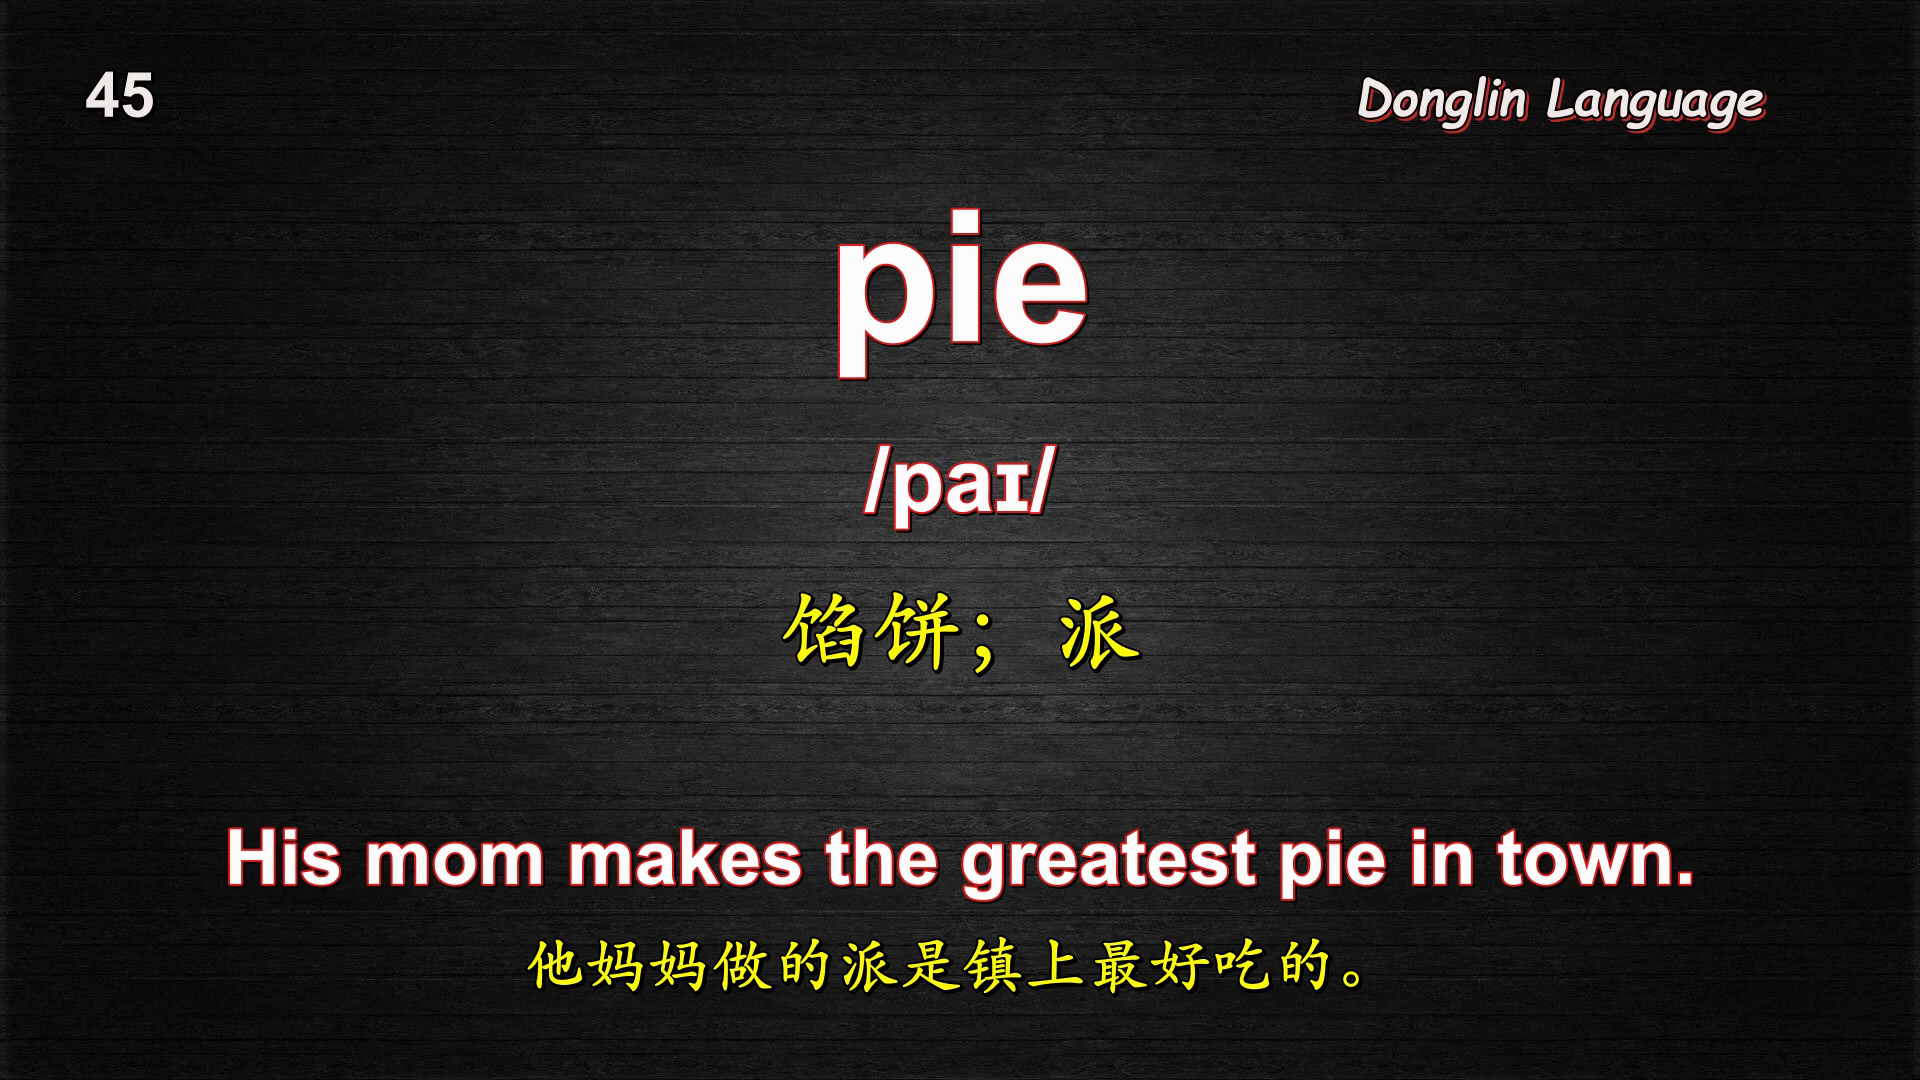 45
Donglin Language
pie
/paɪ/
馅饼；派
His mom makes the greatest pie in town.
他妈妈做的派是镇上最好吃的。